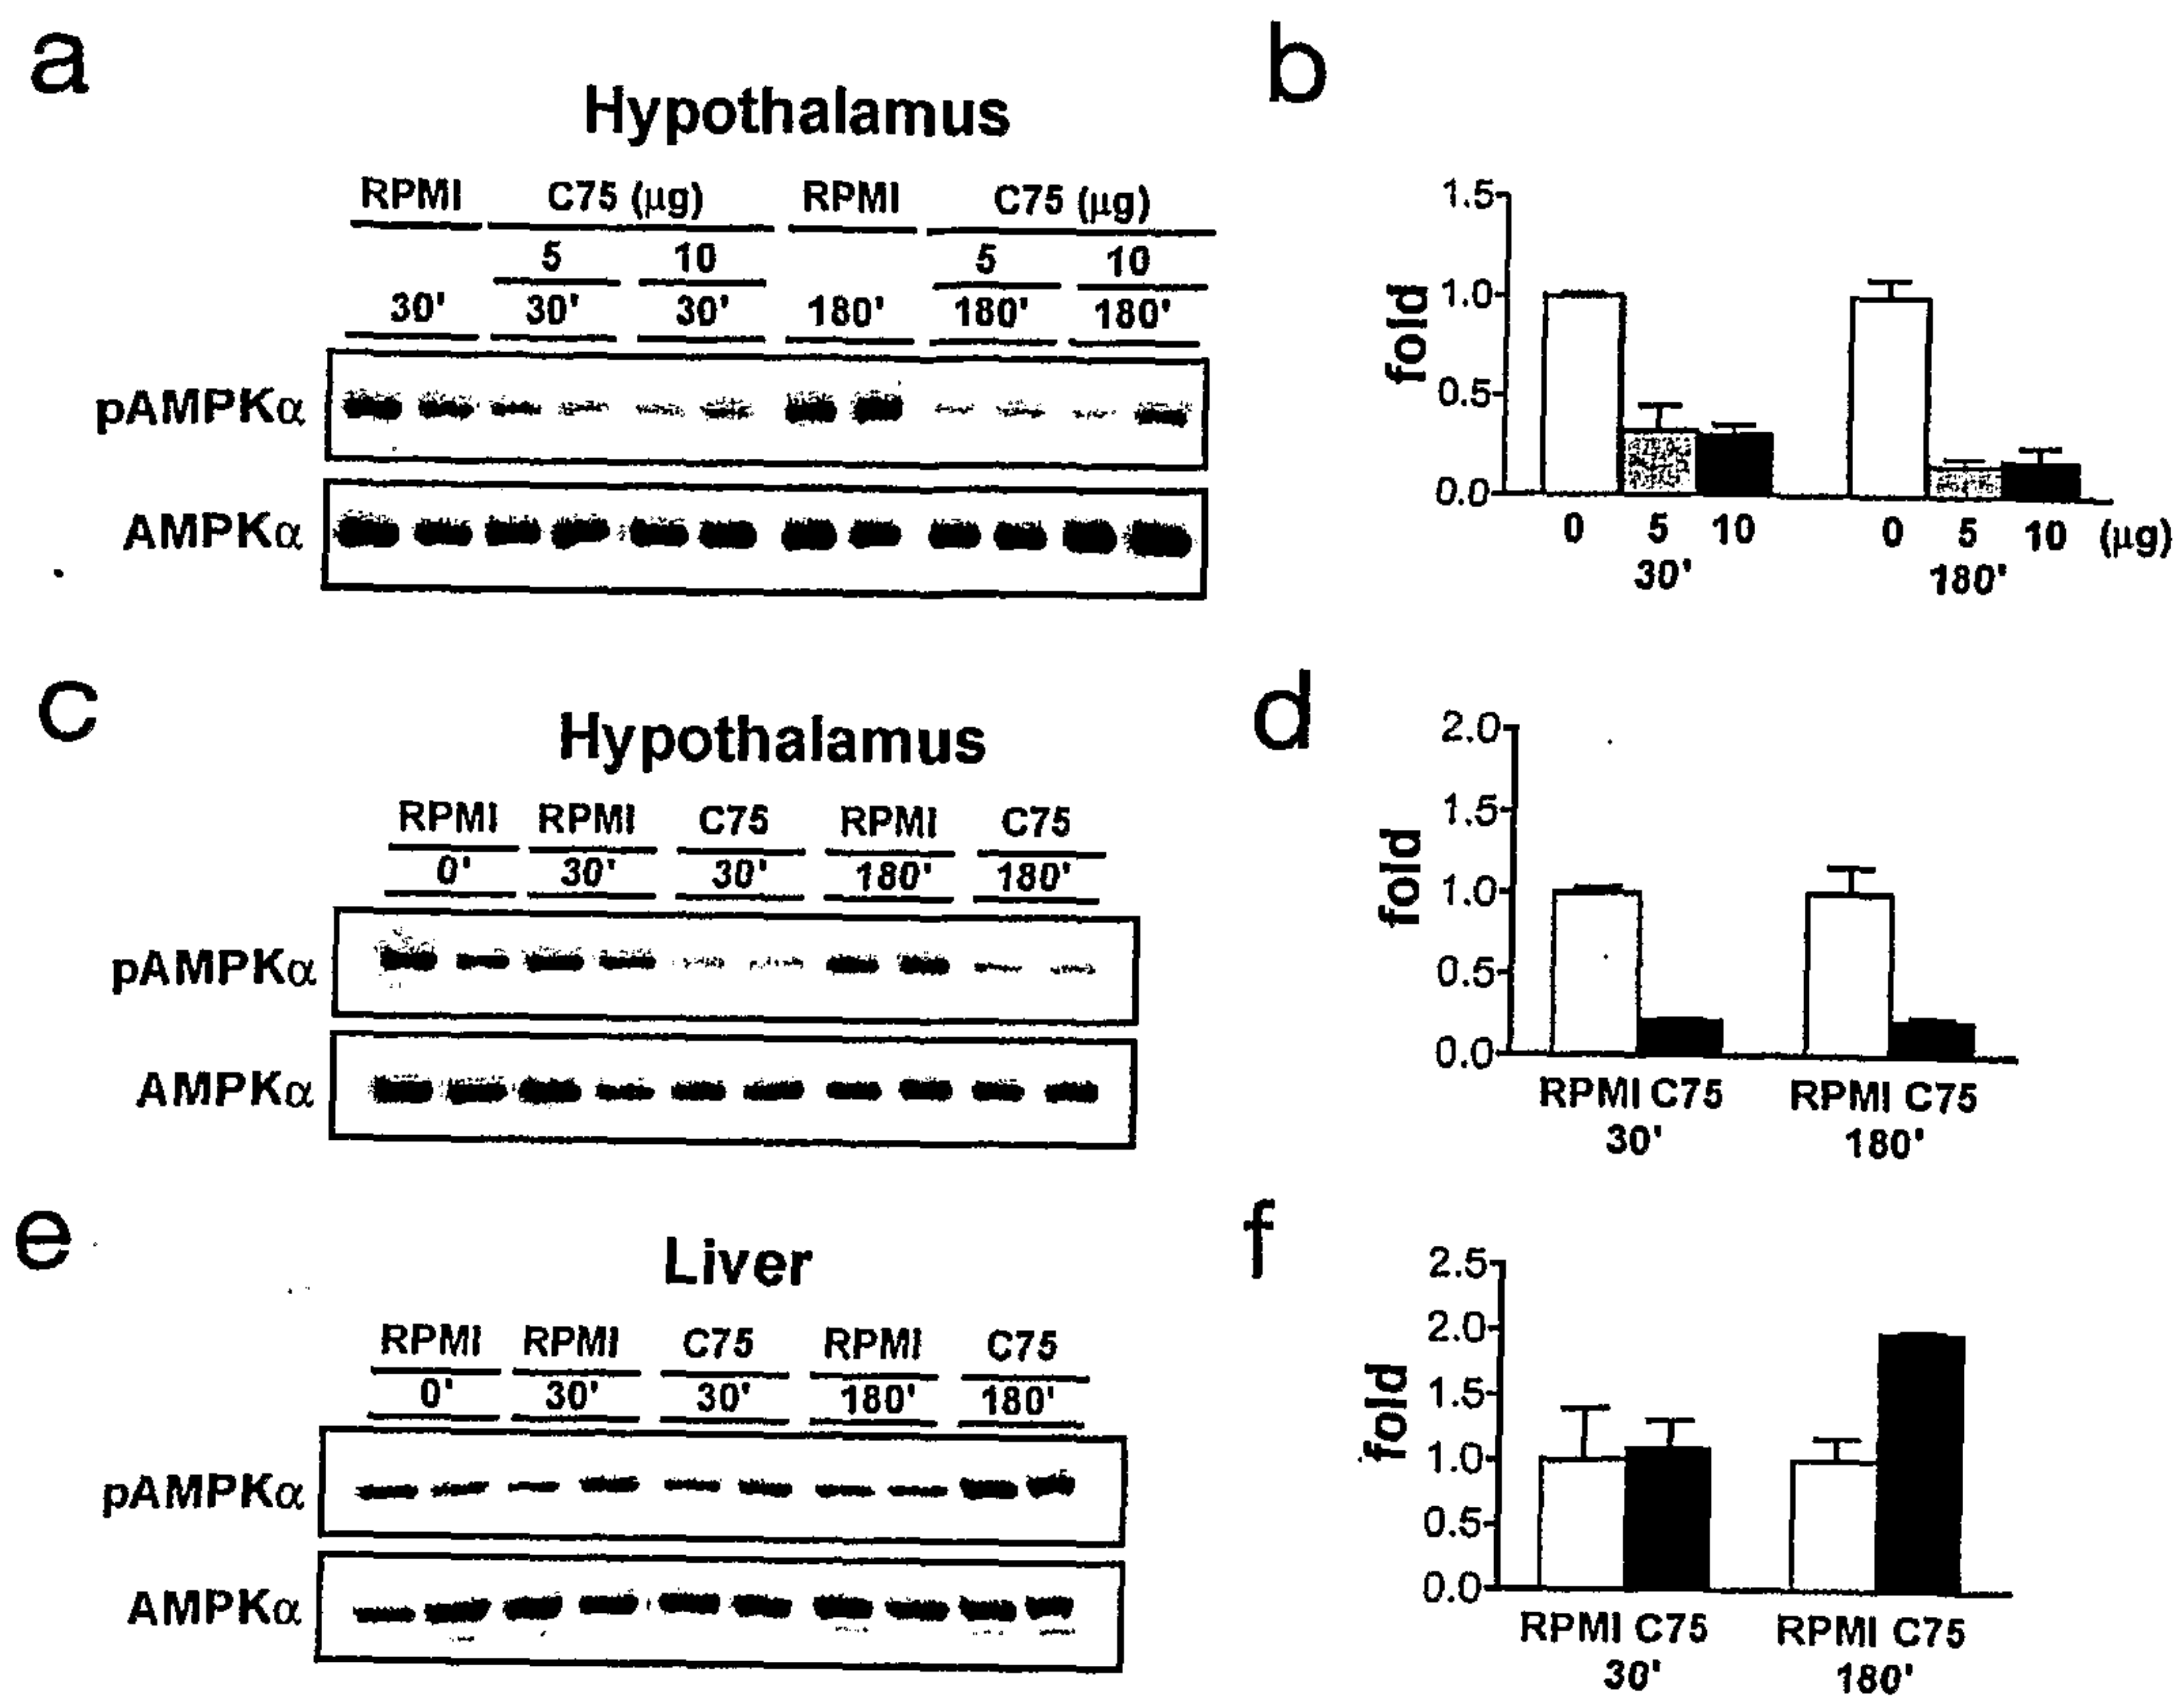 a
Hypothalamus
RPMI C75 (μg) RPMI C75 (μg)
5 10 5 10
30' 30' 30' 180' 180' 180'
pAMPKα
AMPKα
b
fold
1.5
1.0
0.5
0.0
0 5 10 0 5 10 (μg)
30' 180'
c
Hypothalamus
RPMI RPMI C75 RPMI C75
0' 30' 30' 180' 180'
pAMPKα
AMPKα
d
fold
2.0
1.5
1.0
0.5
0.0
RPMI C75 RPMI C75
30' 180'
e
Liver
RPMI RPMI C75 RPMI C75
0' 30' 30' 180' 180'
pAMPKα
AMPKα
f
fold
2.5
2.0
1.5
1.0
0.5
0.0
RPMI C75 RPMI C75
30' 180'